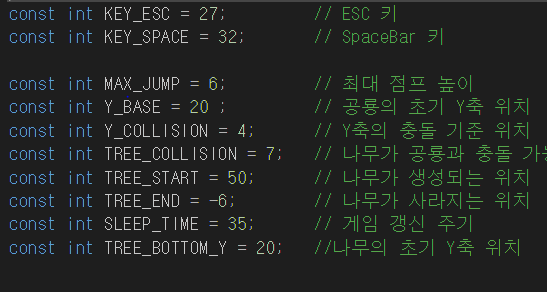 const int KEY_ESC = 27; // ESC 키
const int KEY_SPACE = 32; // SpaceBar 키
const int MAX_JUMP = 6; // 최대 점프 높이
const int Y_BASE = 20 ; // 공룡의 초기 Y축 위치
const int Y_COLLISION = 4; // Y축의 충돌 기준 위치
const int TREE_COLLISION = 7; // 나무가 공룡과 충돌
const int TREE_START = 50; // 나무가 생성되는 위치
const int TREE_END = -6; // 나무가 사라지는 위치
const int SLEEP_TIME = 35; // 게임 갱신 주기
const int TREE_BOTTOM_Y = 20; //나무의 초기 Y축 위치